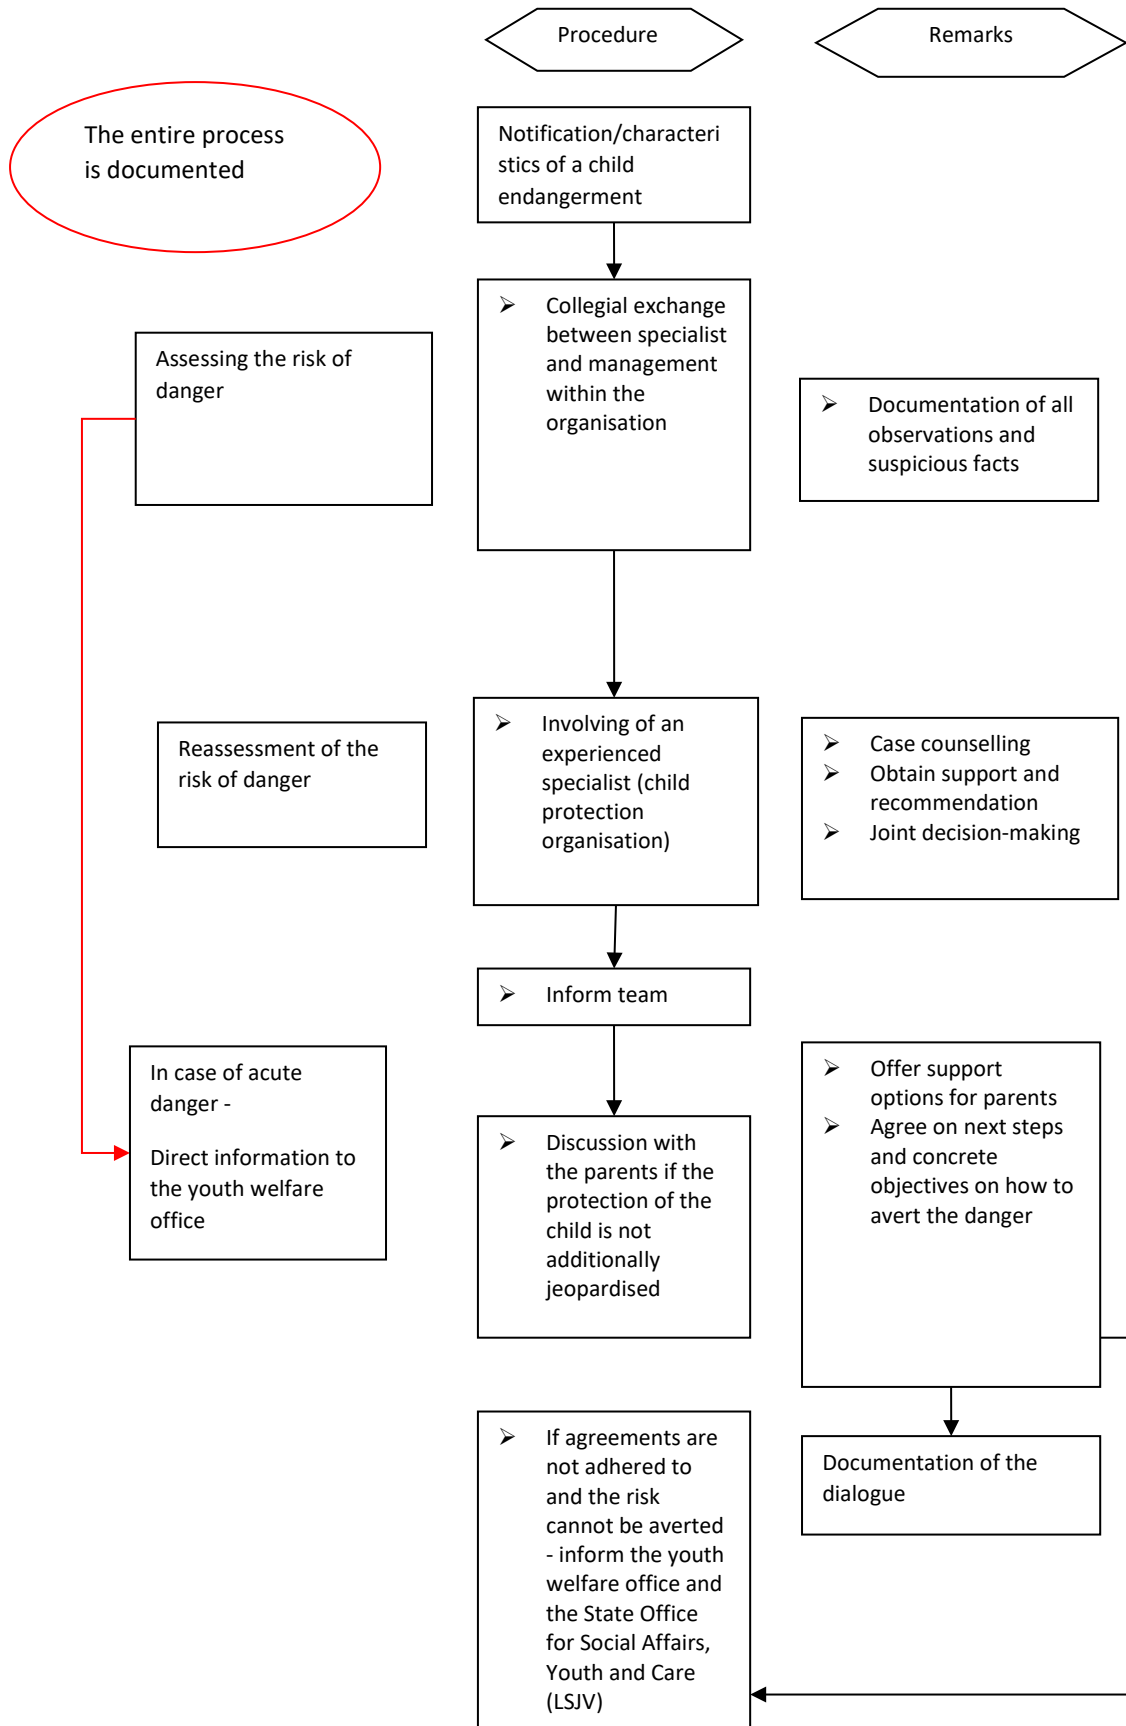 Procedure
Remarks
The entire process
is documented
Notification/characteri
stics of a child
endangerment
➢ Collegial exchange
between specialist
and management
within the
organisation
Assessing the risk of
danger
➢ Documentation of all
observations and
suspicious facts
➢ Involving of an
experienced
specialist (child
protection
organisation)
Reassessment of the
risk of danger
➢ Case counselling
➢ Obtain support and
recommendation
➢ Joint decision-making
➢ Inform team
In case of acute
danger -
Direct information to
the youth welfare
office
➢ Discussion with
the parents if the
protection of the
child is not
additionally
jeopardised
➢ Offer support
options for parents
➢ Agree on next steps
and concrete
objectives on how to
avert the danger
➢ If agreements are
not adhered to
and the risk
cannot be averted
- inform the youth
welfare office and
the State Office
for Social Affairs,
Youth and Care
(LSJV)
Documentation of the
dialogue